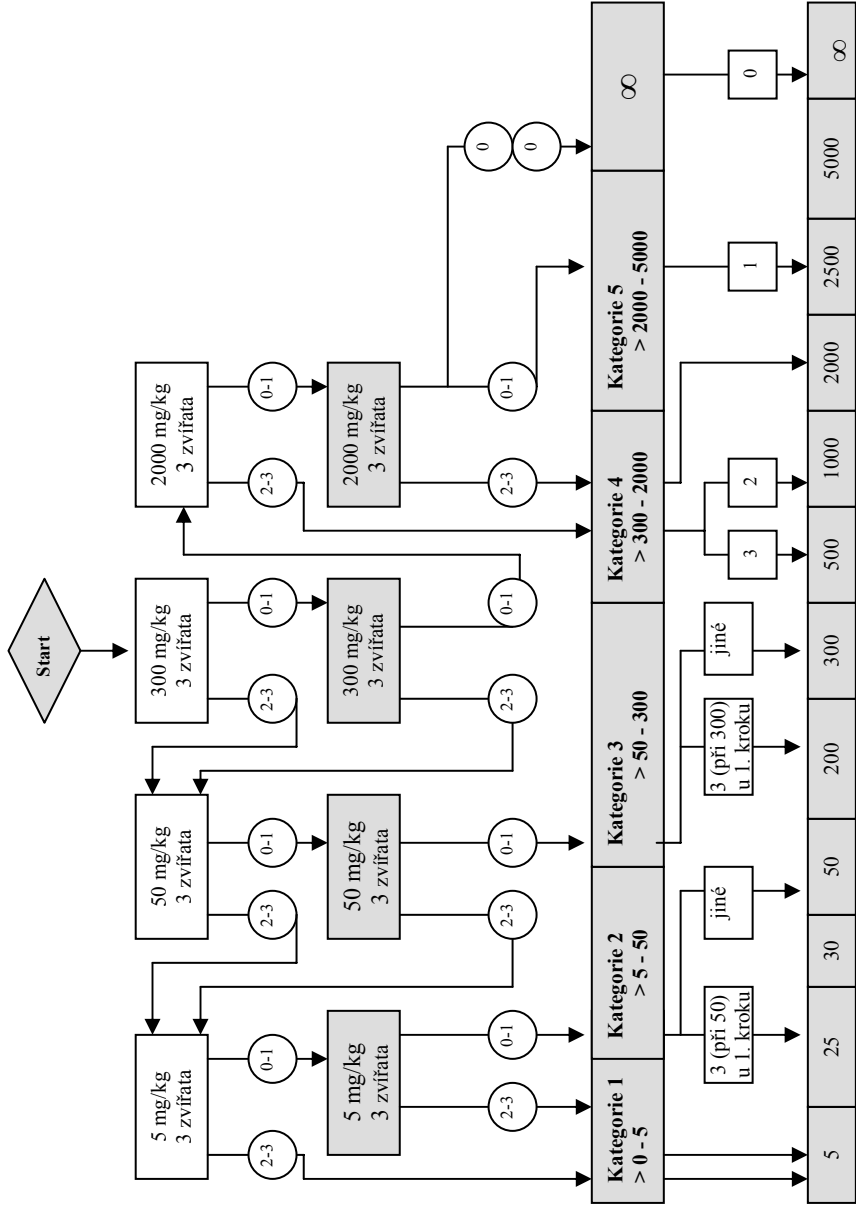 Start
5 mg/kg
3 zvířata
50 mg/kg
3 zvířata
300 mg/kg
3 zvířata
2000 mg/kg
3 zvířata
2-3
0-1
2-3
0-1
2-3
0-1
2-3
0-1
5 mg/kg
3 zvířata
50 mg/kg
3 zvířata
300 mg/kg
3 zvířata
2000 mg/kg
3 zvířata
2-3
0-1
2-3
0-1
2-3
0-1
2-3
0-1
0
0
Kategorie 1
> 0 - 5
Kategorie 2
> 5 - 50
Kategorie 3
> 50 - 300
Kategorie 4
> 300 - 2000
Kategorie 5
> 2000 - 5000
∞
3 (při 50)
u 1. kroku
jiné
3 (při 300)
u 1. kroku
jiné
3
2
1
0
5
25
30
50
200
300
500
1000
2000
2500
5000
∞